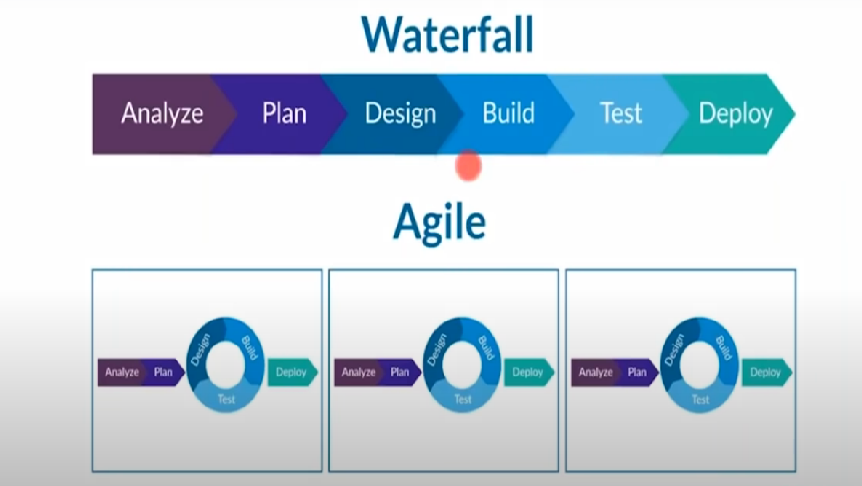 Waterfall
Analyze Plan Design Build Test Deploy
Agile
Analyze Plan Design Build Test Deploy
Analyze Plan Design Build Test Deploy
Analyze Plan Design Build Test Deploy